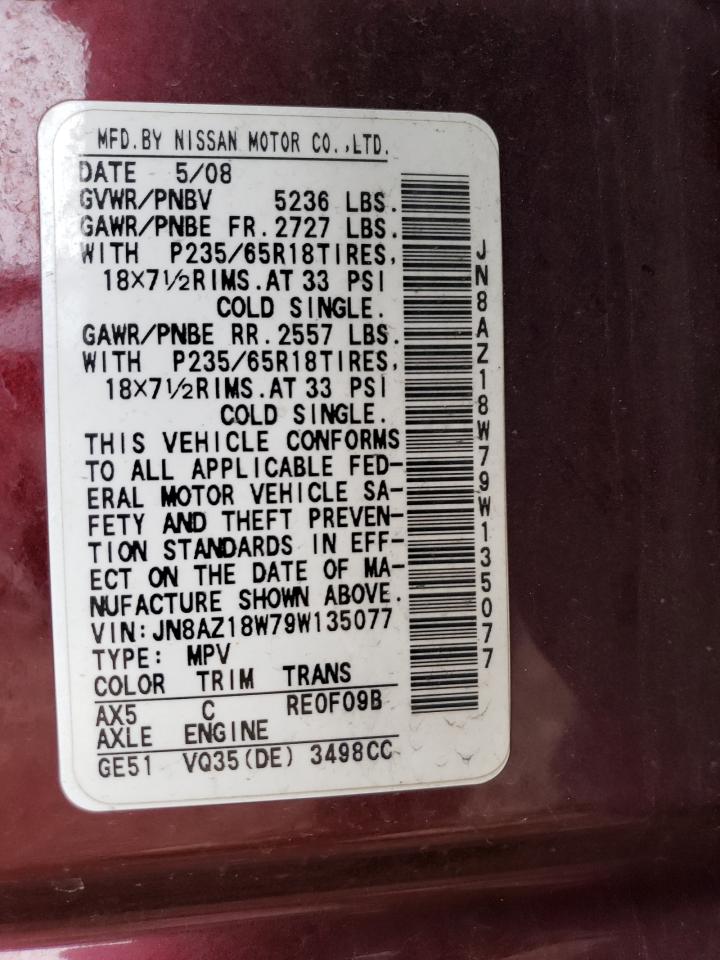 MFD.BY NISSAN MOTOR CO.,LTD.
DATE 5/08
GVWR/PNBV 5236 LBS.
GAWR/PNBE FR.2727 LBS.
WITH P235/65R18TIRES,
18×7½RIMS.AT 33 PSI
COLD SINGLE.
GAWR/PNBE RR.2557 LBS.
WITH P235/65R18TIRES,
18×7½RIMS.AT 33 PSI
COLD SINGLE.
THIS VEHICLE CONFORMS
TO ALL APPLICABLE FED-
ERAL MOTOR VEHICLE SA-
FETY AND THEFT PREVEN-
TION STANDARDS IN EFF-
ECT ON THE DATE OF MA-
NUFACTURE SHOWN ABOVE.
VIN:JN8AZ18W79W135077
TYPE: MPV
COLOR TRIM TRANS
AX5 C RE0F09B
AXLE ENGINE
GE51 VQ35(DE) 3498CC
JN8AZ18W79W135077